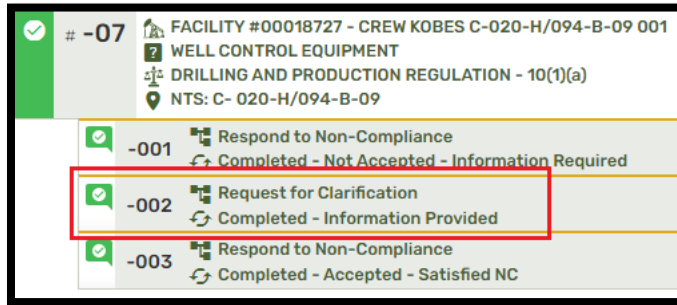 # -07
FACILITY #00018727 - CREW KOBES C-020-H/094-B-09 001
WELL CONTROL EQUIPMENT
DRILLING AND PRODUCTION REGULATION - 10(1)(a)
NTS: C- 020-H/094-B-09
-001
Respond to Non-Compliance
Completed - Not Accepted - Information Required
-002
Request for Clarification
Completed - Information Provided
-003
Respond to Non-Compliance
Completed - Accepted - Satisfied NC